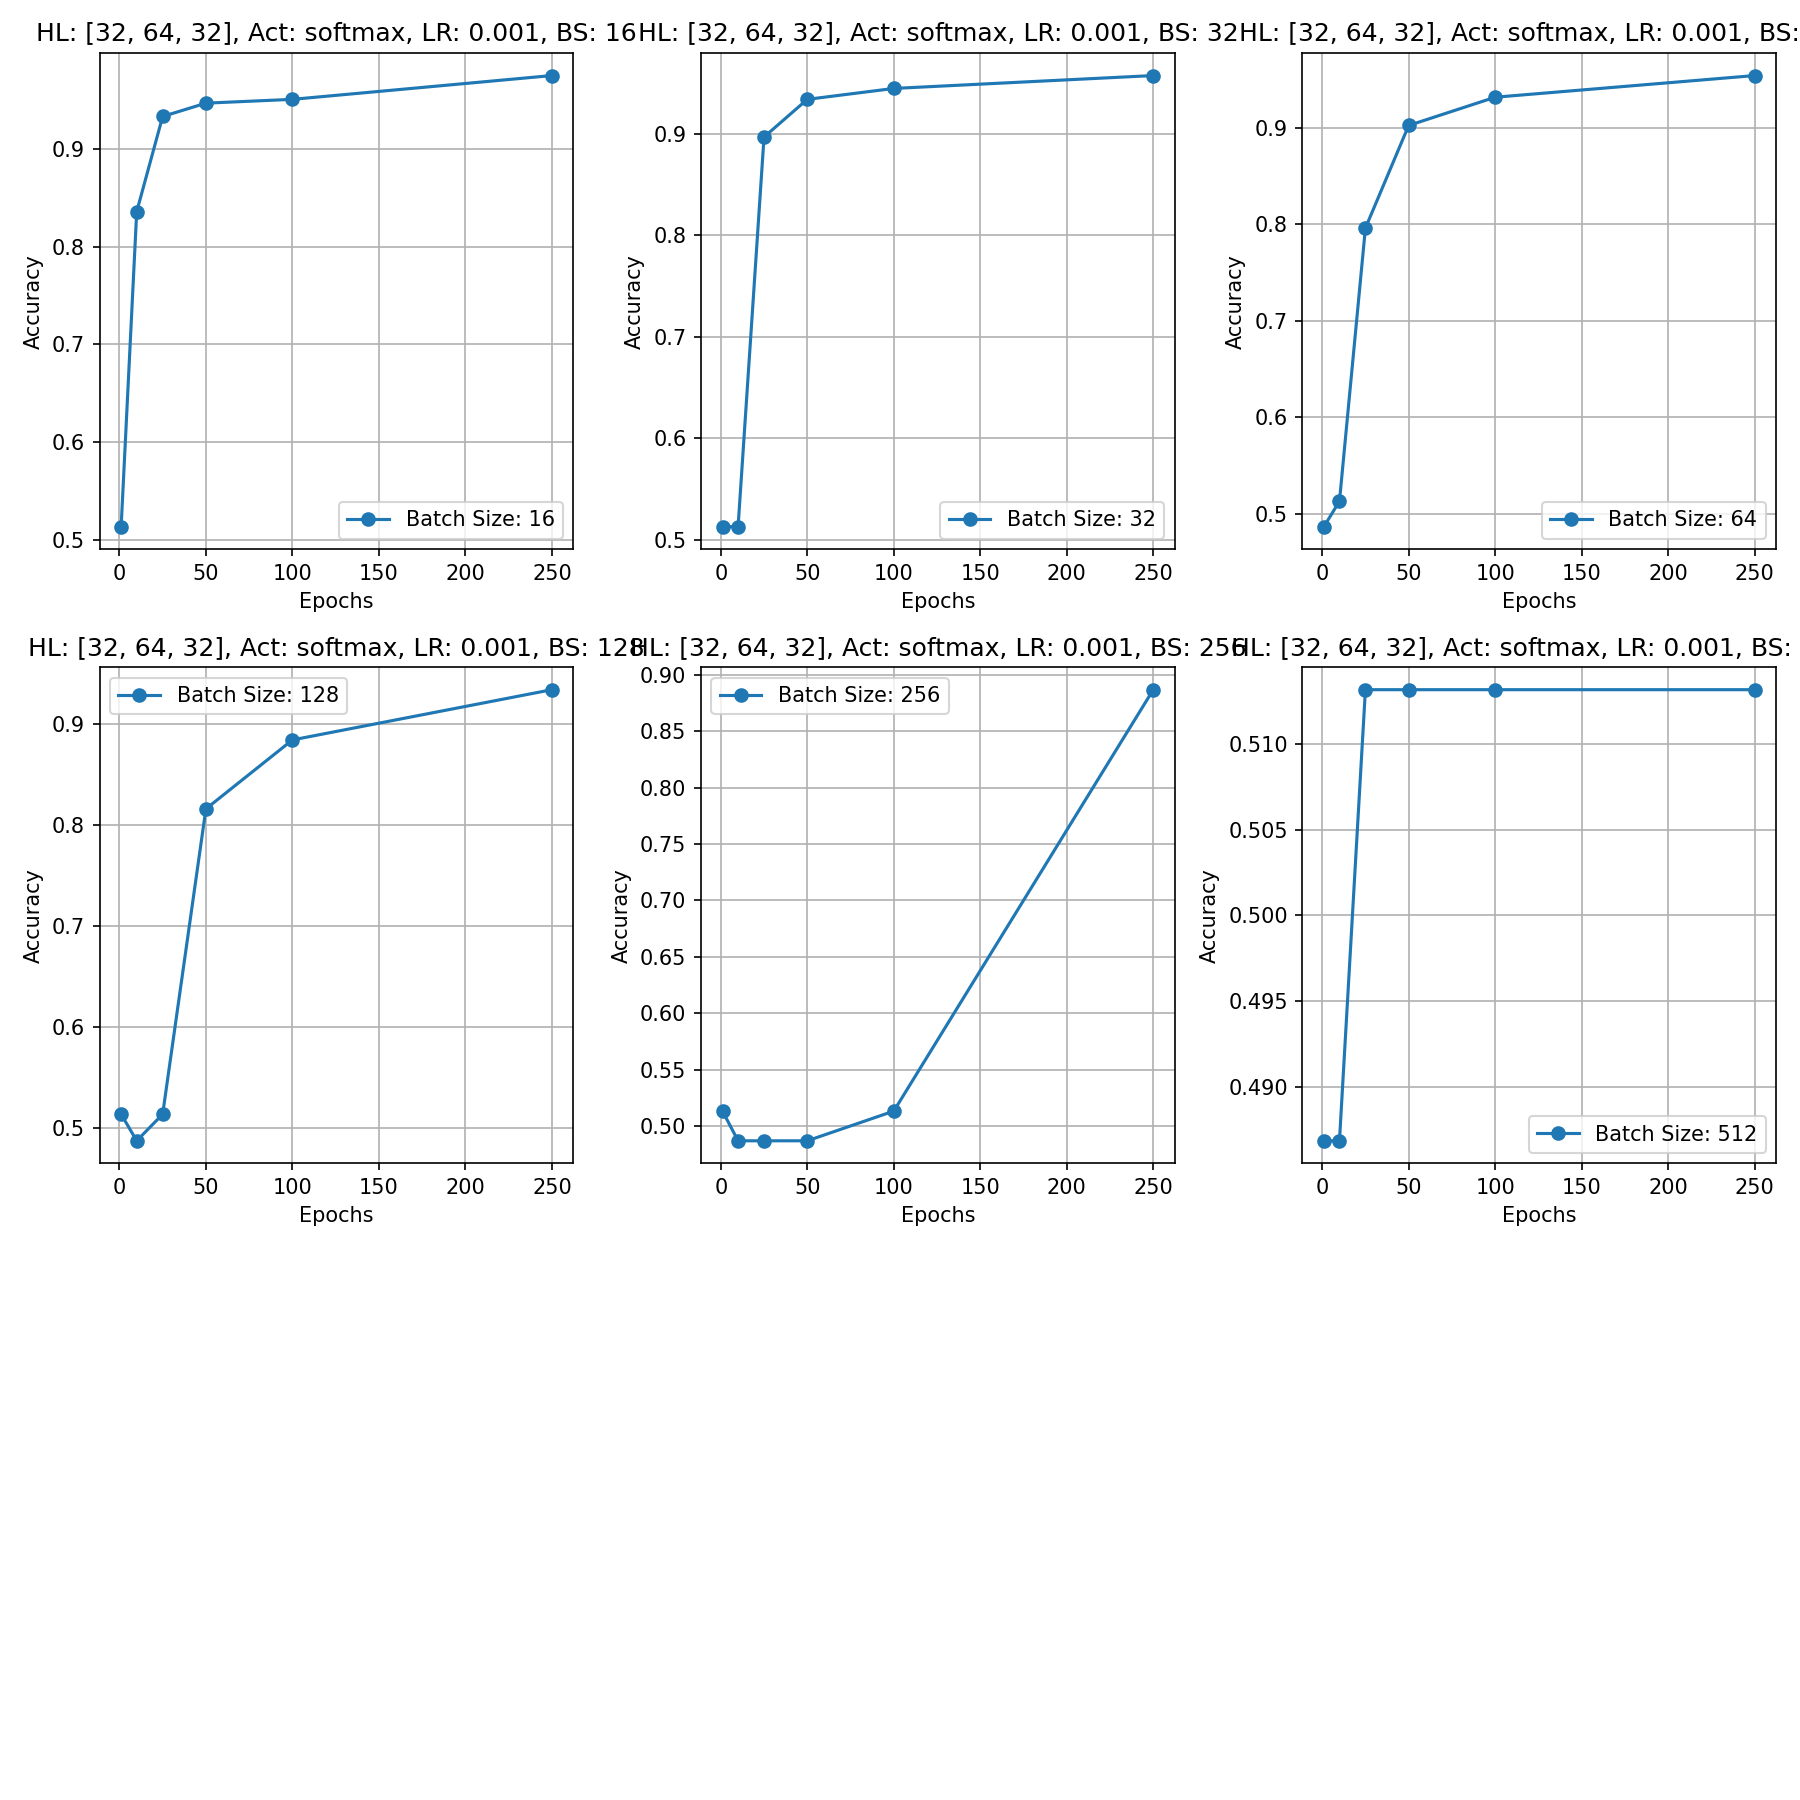 HL: [32, 64, 32], Act: softmax, LR: 0.001, BS: 16
Accuracy
0.9
0.8
0.7
0.6
0.5
Batch Size: 16
0 50 100 150 200 250
Epochs
HL: [32, 64, 32], Act: softmax, LR: 0.001, BS: 32
Accuracy
0.9
0.8
0.7
0.6
0.5
Batch Size: 32
0 50 100 150 200 250
Epochs
HL: [32, 64, 32], Act: softmax, LR: 0.001, BS:
Accuracy
0.9
0.8
0.7
0.6
0.5
Batch Size: 64
0 50 100 150 200 250
Epochs
HL: [32, 64, 32], Act: softmax, LR: 0.001, BS: 128
Batch Size: 128
Accuracy
0.9
0.8
0.7
0.6
0.5
0 50 100 150 200 250
Epochs
HL: [32, 64, 32], Act: softmax, LR: 0.001, BS: 256
Batch Size: 256
Accuracy
0.90
0.85
0.80
0.75
0.70
0.65
0.60
0.55
0.50
0 50 100 150 200 250
Epochs
HL: [32, 64, 32], Act: softmax, LR: 0.001, BS:
Accuracy
0.510
0.505
0.500
0.495
0.490
Batch Size: 512
0 50 100 150 200 250
Epochs